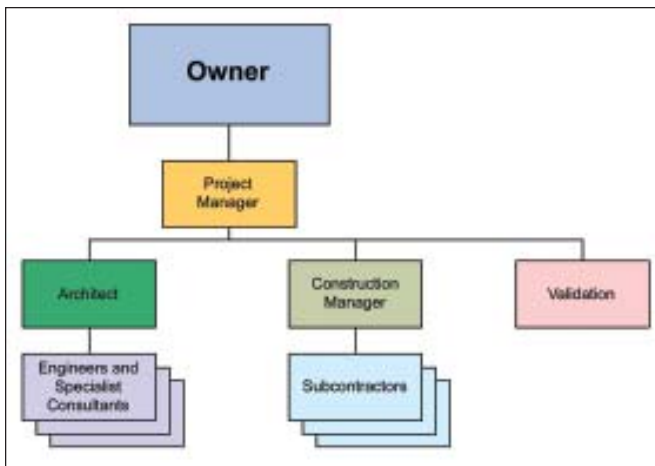 Owner
Project
Manager
Architect
Construction
Manager
Validation
Engineers and
Specialist
Consultants
Subcontractors